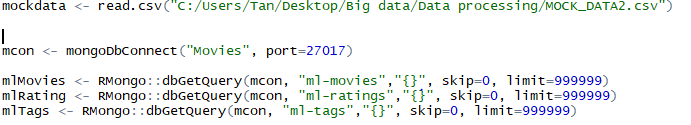 mockdata <- read.csv("C:/Users/Tan/Desktop/Big data/Data processing/MOCK_DATA2.csv")
mcon <- mongoDbConnect("Movies", port=27017)
mlMovies <- RMongo::dbGetQuery(mcon, "ml-movies","{}", skip=0, limit=999999)
mlRating <- RMongo::dbGetQuery(mcon, "ml-ratings","{}", skip=0, limit=999999)
mlTags <- RMongo::dbGetQuery(mcon, "ml-tags","{}", skip=0, limit=999999)